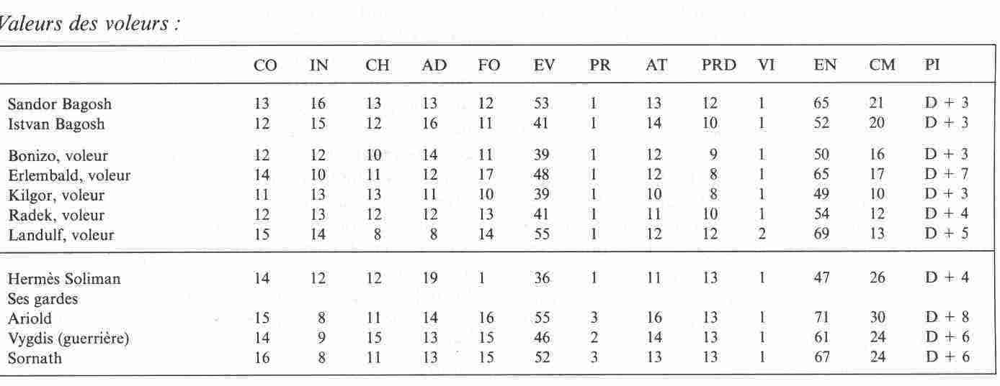 Valeurs des voleurs :
CO IN CH AD FO EV PR AT PRD VI EN CM PI
Sandor Bagosh 13 16 13 13 12 53 1 13 12 1 65 21 D + 3
Istvan Bagosh 12 15 12 16 11 41 1 14 10 1 52 20 D + 3
Bonizo, voleur 12 12 10 14 11 39 1 12 9 1 50 16 D + 3
Erlembald, voleur 14 10 11 12 17 48 1 12 8 1 65 17 D + 7
Kilgor, voleur 11 13 13 11 10 39 1 10 8 1 49 10 D + 3
Radek, voleur 12 13 12 12 13 41 1 11 10 1 54 12 D + 4
Landulf, voleur 15 14 8 8 14 55 1 12 12 2 69 13 D + 5
Hermès Soliman 14 12 12 19 1 36 1 11 13 1 47 26 D + 4
Ses gardes
Ariold 15 8 11 14 16 55 3 16 13 1 71 30 D + 8
Vygdis (guerrière) 14 9 15 13 15 46 2 14 13 1 61 24 D + 6
Sornath 16 8 11 13 15 52 3 13 13 1 67 24 D + 6